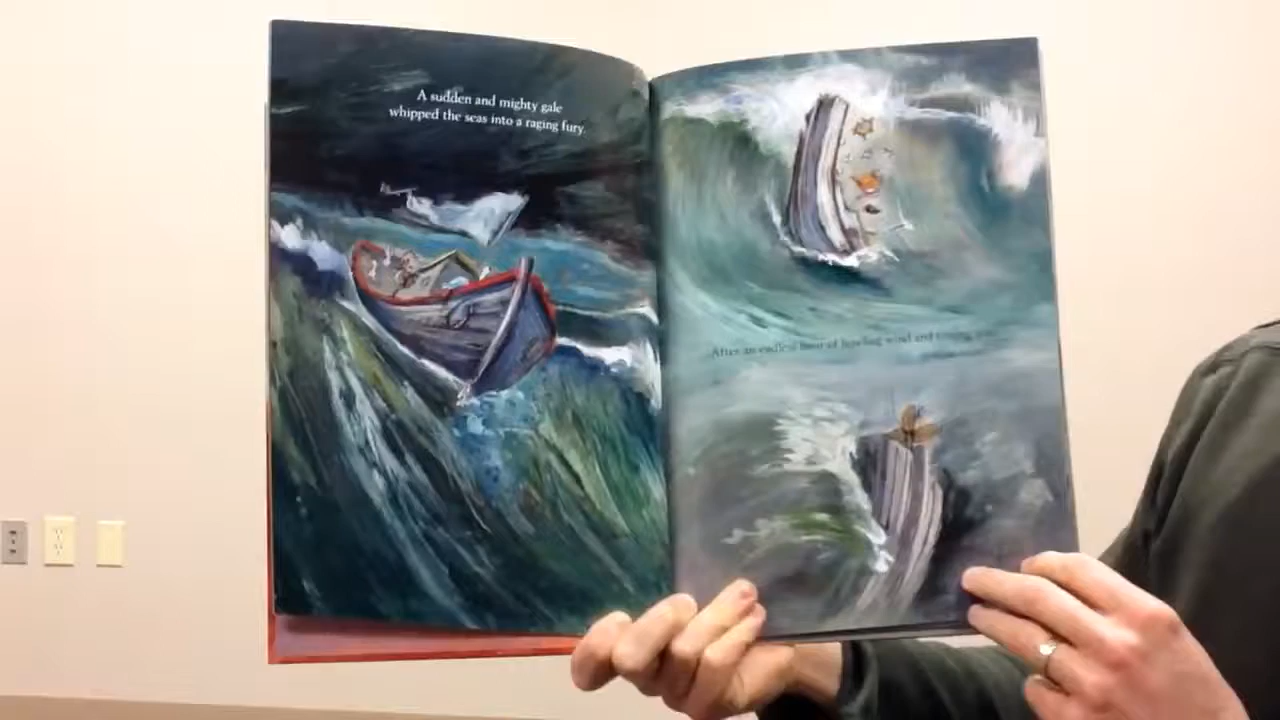 A sudden and mighty gale
whipped the seas into a raging fury.
After an endless hour of howling wind and